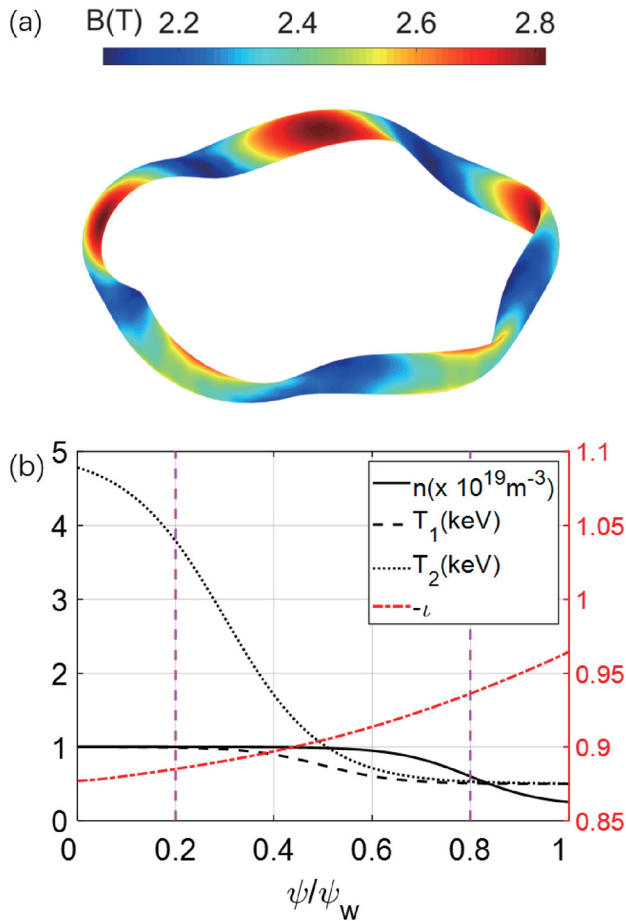 (a)
B(T) 2.2 2.4 2.6 2.8
(b)
5 1.1
n(x 10¹⁹m⁻³)
T₁(keV)
T₂(keV)
-ι
4 1.05
3 1
2 0.95
1 0.9
0 0.85
0 0.2 0.4 0.6 0.8 1
ψ/ψ_w